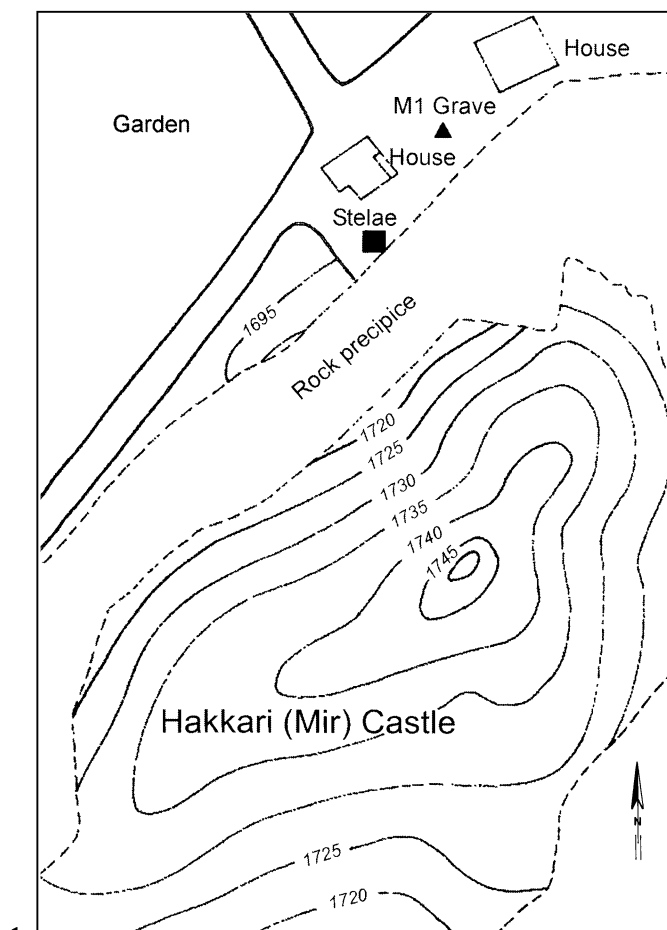 House
M1 Grave
Garden
House
Stelae
1695
Rock precipice
1720
1725
1730
1735
1740
1745
Hakkari (Mir) Castle
N
1725
1720